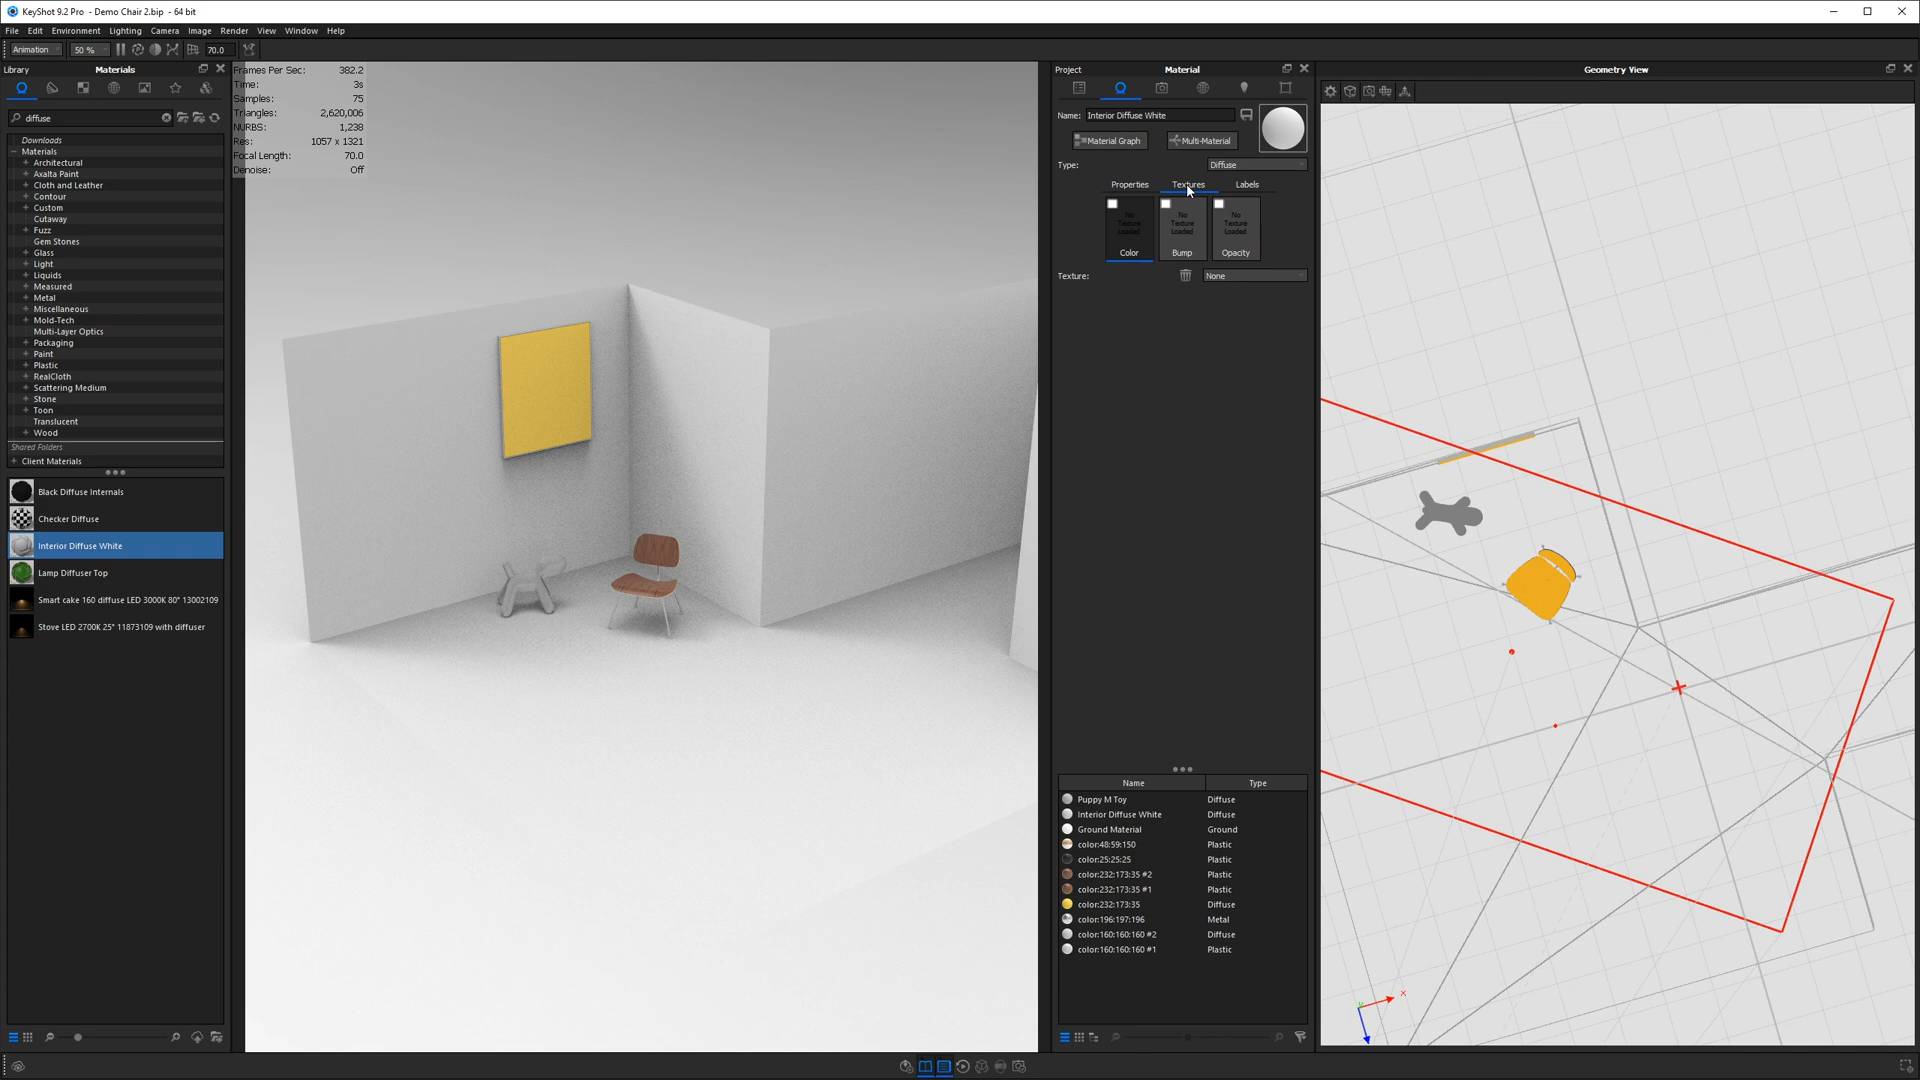 KeyShot 9.2 Pro - Demo Chair 2.bip - 64 bit
File Edit Environment Lighting Camera Image Render View Window Help
Animation 50 % 70.0
Library Materials
diffuse
Downloads
Materials
Architectural
Axalta Paint
Cloth and Leather
Contour
Custom
Cutaway
Fuzz
Gem Stones
Glass
Light
Liquids
Measured
Metal
Miscellaneous
Mold-Tech
Multi-Layer Optics
Packaging
Paint
Plastic
RealCloth
Scattering Medium
Stone
Toon
Translucent
Wood
Shared Folders
Client Materials
Black Diffuse Internals
Checker Diffuse
Interior Diffuse White
Lamp Diffuser Top
Smart cake 160 diffuse LED 3000K 80° 13002109
Stove LED 2700K 25° 11873109 with diffuser
Frames Per Sec: 382.2
Time: 3s
Samples: 75
Triangles: 2,620,006
NURBS: 1,238
Res: 1057 x 1321
Focal Length: 70.0
Denoise: Off
Project Material
Name: Interior Diffuse White
Material Graph Multi-Material
Type: Diffuse
Properties Textures Labels
No Texture Loaded Color
No Texture Loaded Bump
No Texture Loaded Opacity
Texture: None
Name Type
Puppy M Toy Diffuse
Interior Diffuse White Diffuse
Ground Material Ground
color:48:59:150 Plastic
color:25:25:25 Plastic
color:232:173:35 #2 Plastic
color:232:173:35 #1 Plastic
color:232:173:35 Diffuse
color:196:197:196 Metal
color:160:160:160 #2 Diffuse
color:160:160:160 #1 Plastic
Geometry View
X
Y